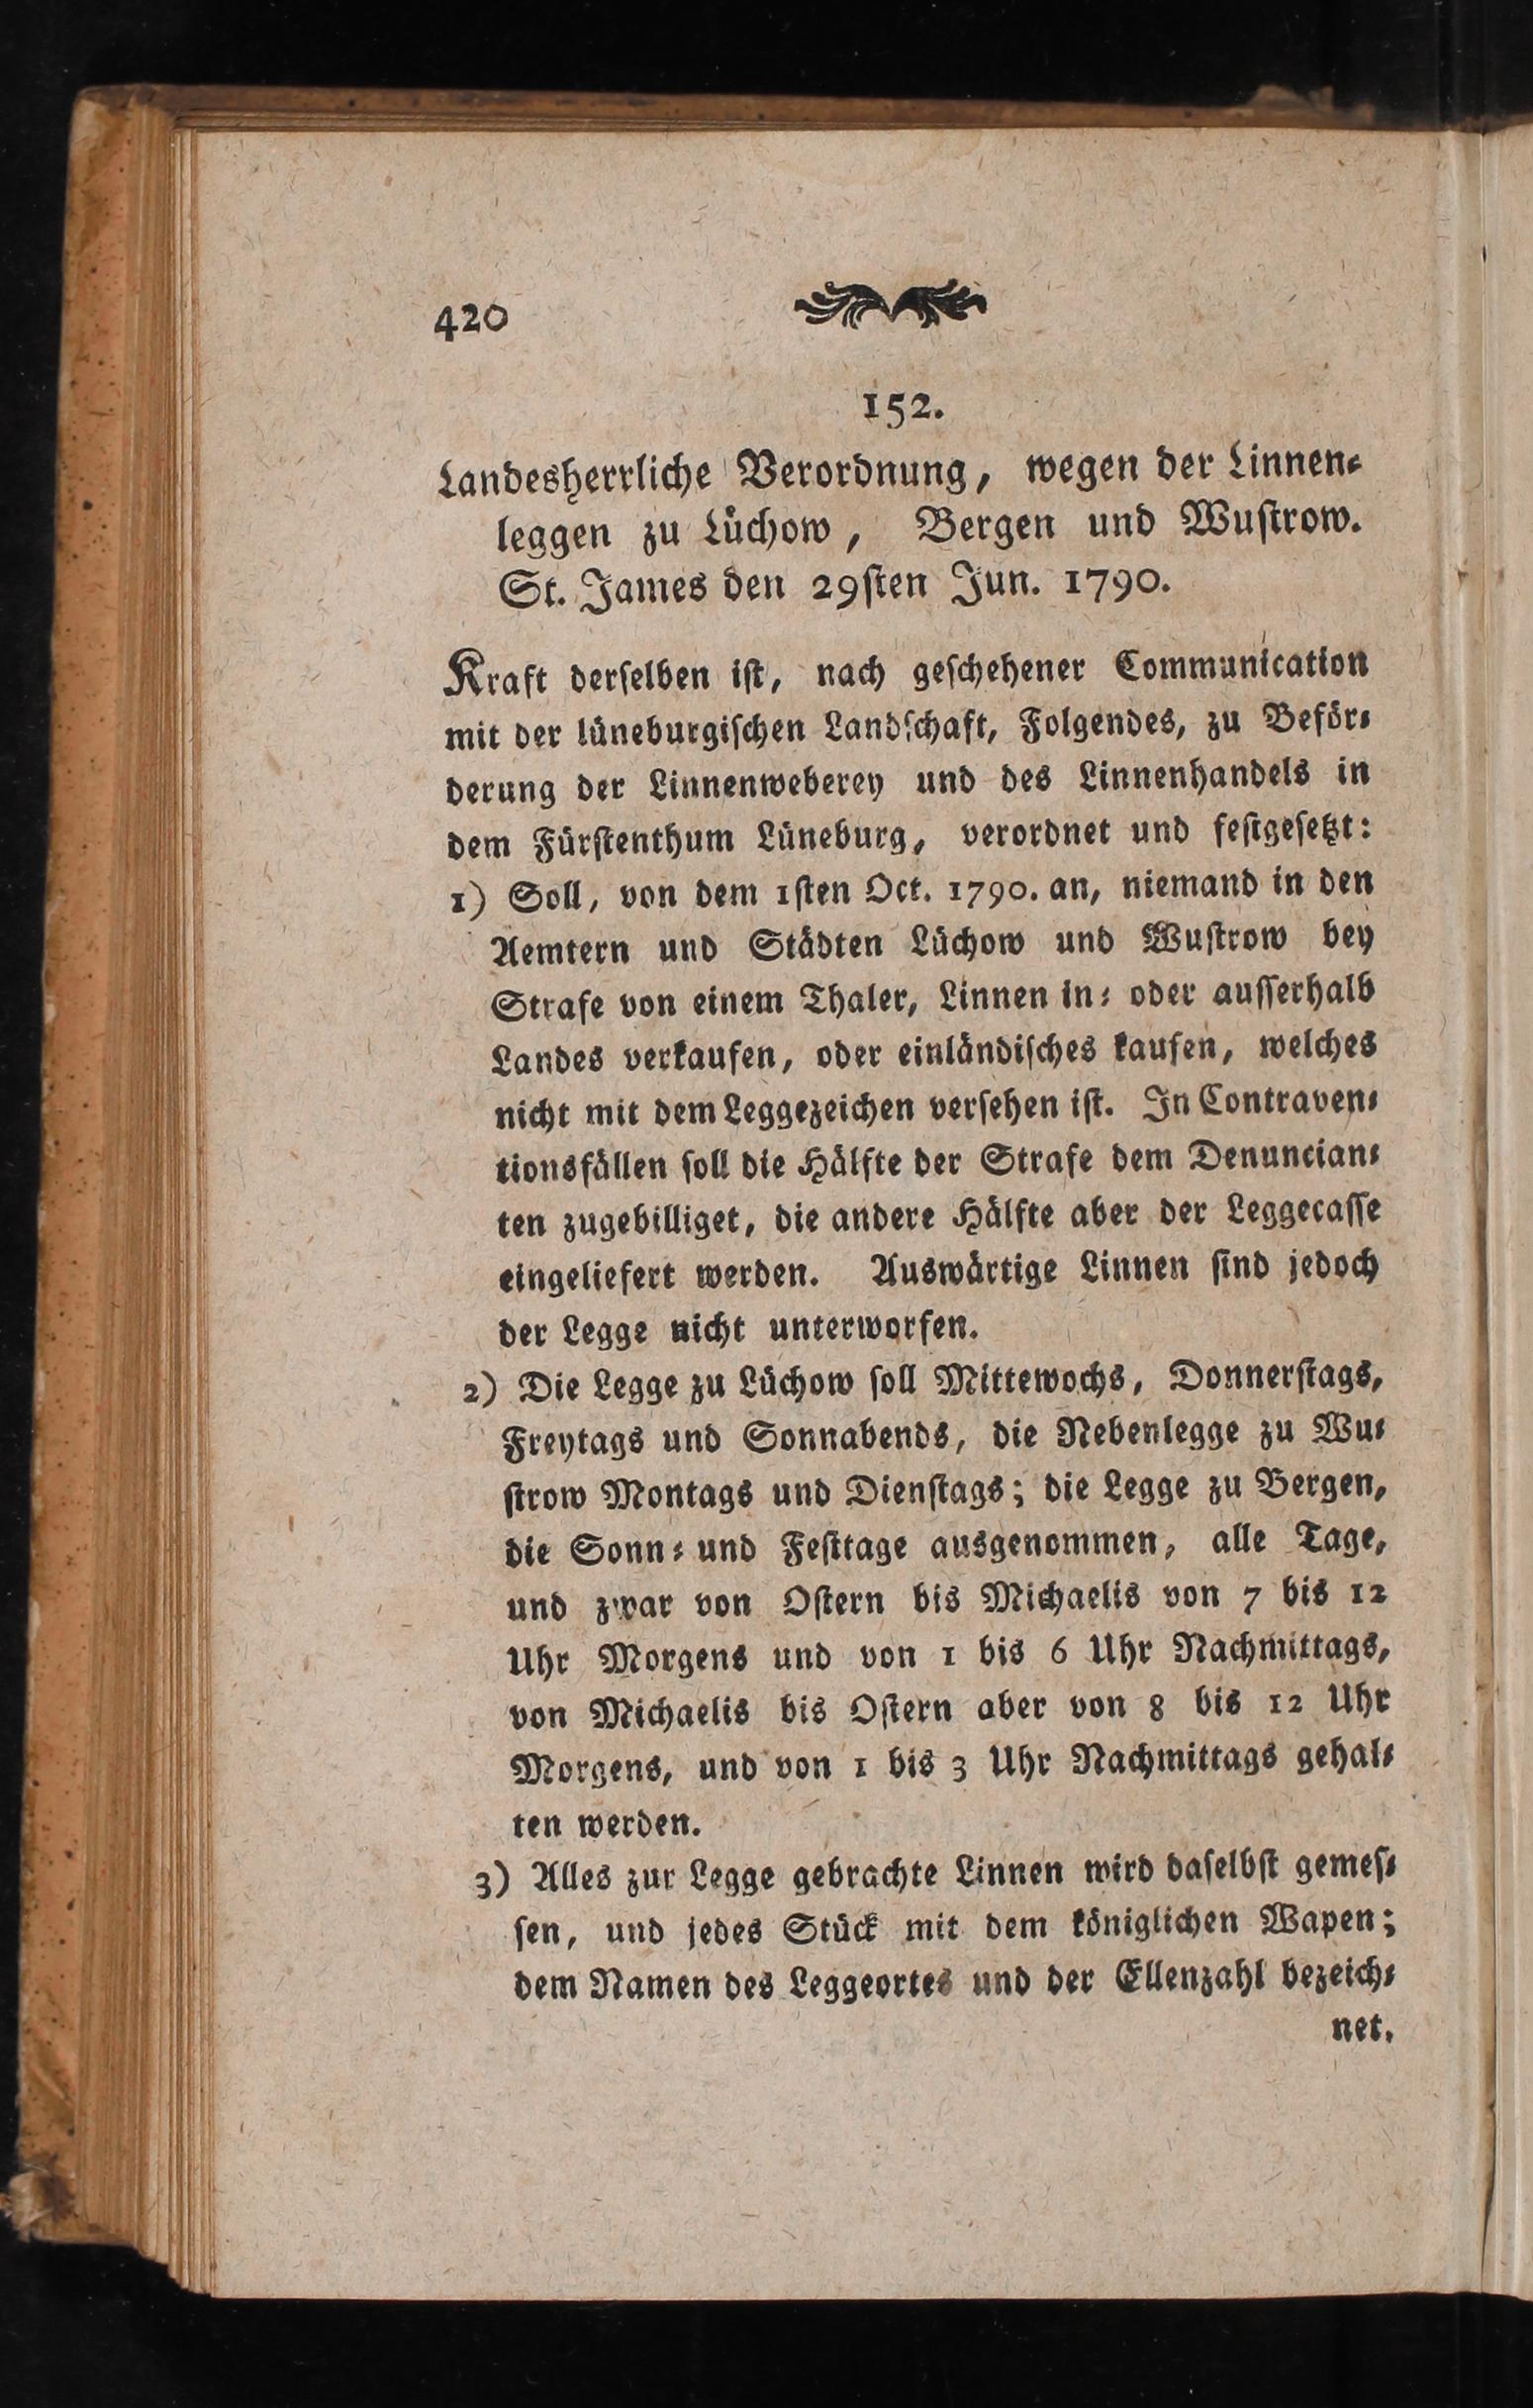 420
152.
Landesherrliche Verordnung, wegen der Linnen⸗
leggen zu Lüchow, Bergen und Wuſtrow.
St. James den 29ſten Jun. 1790.
Kraft derſelben iſt, nach geſchehener Communication
mit der lüneburgiſchen Landſchaft, Folgendes, zu Beför⸗
derung der Linnenweberey und des Linnenhandels in
dem Fürſtenthum Lüneburg, verordnet und feſtgeſetzt:
1) Soll, von dem 1ſten Oct. 1790. an, niemand in den
Aemtern und Städten Lüchow und Wuſtrow bey
Strafe von einem Thaler, Linnen in⸗ oder auſſerhalb
Landes verkaufen, oder einländiſches kaufen, welches
nicht mit dem Leggezeichen verſehen iſt. In Contraven⸗
tionsfällen ſoll die Hälfte der Strafe dem Denuncian⸗
ten zugebilliget, die andere Hälfte aber der Leggecaſſe
eingeliefert werden. Auswärtige Linnen ſind jedoch
der Legge nicht unterworfen.
2) Die Legge zu Lüchow ſoll Mittewochs, Donnerſtags,
Freytags und Sonnabends, die Nebenlegge zu Wu⸗
ſtrow Montags und Dienſtags; die Legge zu Bergen,
die Sonn⸗ und Feſttage ausgenommen, alle Tage,
und zwar von Oſtern bis Michaelis von 7 bis 12
Uhr Morgens und von 1 bis 6 Uhr Nachmittags,
von Michaelis bis Oſtern aber von 8 bis 12 Uhr
Morgens, und von 1 bis 3 Uhr Nachmittags gehal⸗
ten werden.
3) Alles zur Legge gebrachte Linnen wird daſelbſt gemeſ⸗
ſen, und jedes Stück mit dem königlichen Wapen;
dem Namen des Leggeortes und der Ellenzahl bezeich⸗
net.